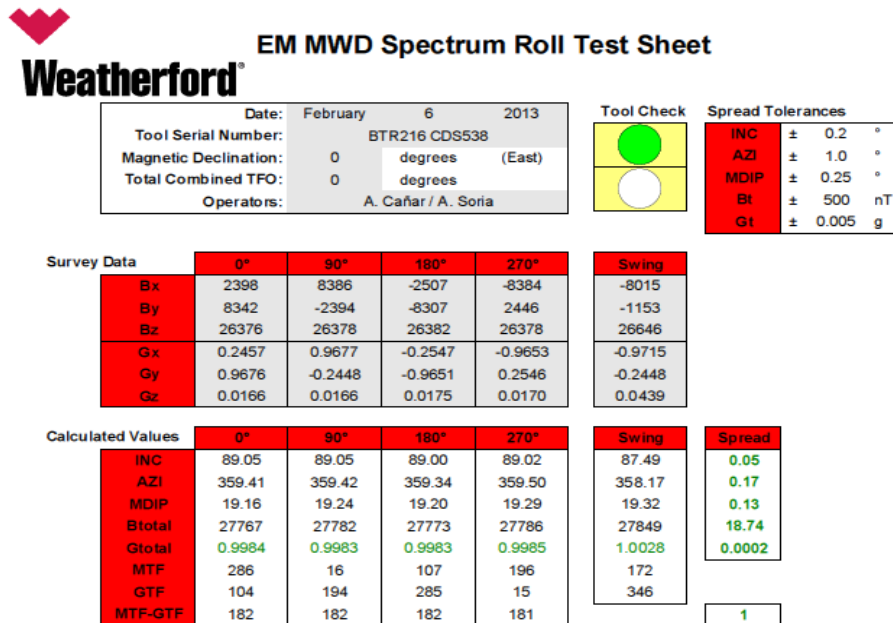 EM MWD Spectrum Roll Test Sheet
Weatherford®
Date: February 6 2013
Tool Serial Number: BTR216 CDS538
Magnetic Declination: 0 degrees (East)
Total Combined TFO: 0 degrees
Operators: A. Cañar / A. Soria
Tool Check
Spread Tolerances
INC ± 0.2 °
AZI ± 1.0 °
MDIP ± 0.25 °
Bt ± 500 nT
Gt ± 0.005 g
Survey Data 0° 90° 180° 270° Swing
Bx 2398 8386 -2507 -8384 -8015
By 8342 -2394 -8307 2446 -1153
Bz 26376 26378 26382 26378 26646
Gx 0.2457 0.9677 -0.2547 -0.9653 -0.9715
Gy 0.9676 -0.2448 -0.9651 0.2546 -0.2448
Gz 0.0166 0.0166 0.0175 0.0170 0.0439
Calculated Values 0° 90° 180° 270° Swing Spread
INC 89.05 89.05 89.00 89.02 87.49 0.05
AZI 359.41 359.42 359.34 359.50 358.17 0.17
MDIP 19.16 19.24 19.20 19.29 19.32 0.13
Btotal 27767 27782 27773 27786 27849 18.74
Gtotal 0.9984 0.9983 0.9983 0.9985 1.0028 0.0002
MTF 286 16 107 196 172
GTF 104 194 285 15 346
MTF-GTF 182 182 182 181 1